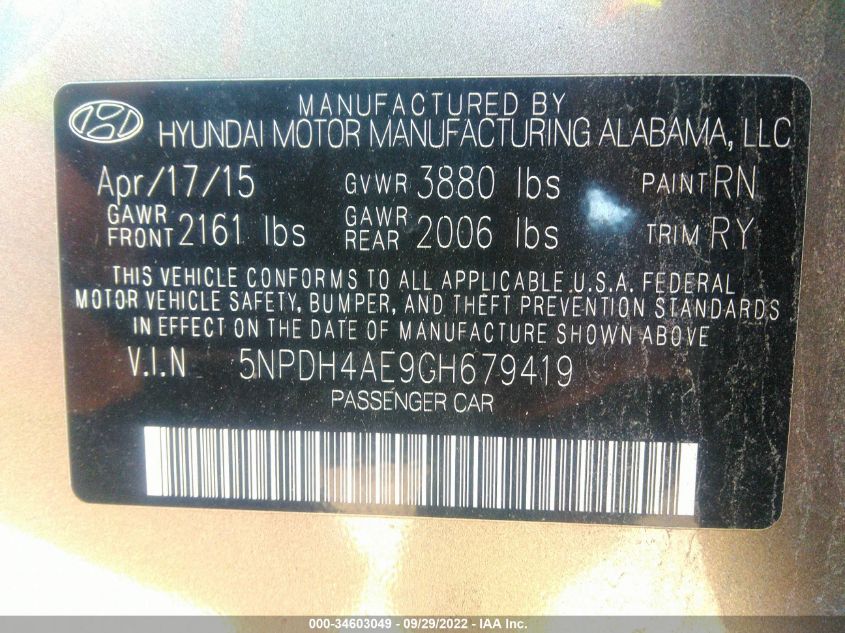 MANUFACTURED BY
HYUNDAI MOTOR MANUFACTURING ALABAMA, LLC
Apr/17/15 GVWR 3880 lbs PAINT RN
GAWR FRONT 2161 lbs GAWR REAR 2006 lbs TRIM RY
THIS VEHICLE CONFORMS TO ALL APPLICABLE U.S.A. FEDERAL
MOTOR VEHICLE SAFETY, BUMPER, AND THEFT PREVENTION STANDARDS
IN EFFECT ON THE DATE OF MANUFACTURE SHOWN ABOVE
V.I.N 5NPDH4AE9GH679419
PASSENGER CAR
000-34603049 - 09/29/2022 - IAA Inc.